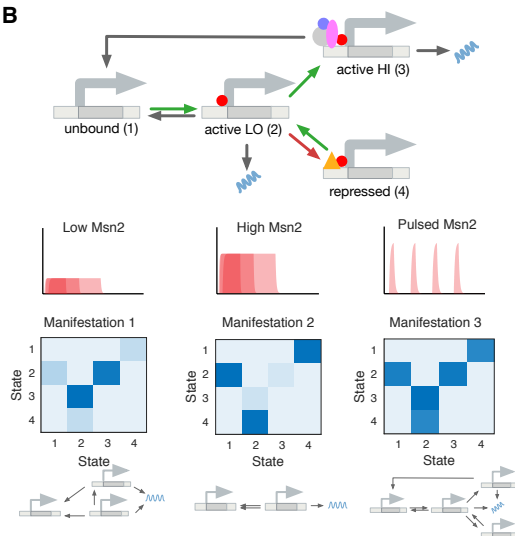 B
active HI (3)
unbound (1)
active LO (2)
repressed (4)
Low Msn2
High Msn2
Pulsed Msn2
Manifestation 1
Manifestation 2
Manifestation 3
State
1
2
3
4
1 2 3 4
State
State
1
2
3
4
1 2 3 4
State
State
1
2
3
4
1 2 3 4
State